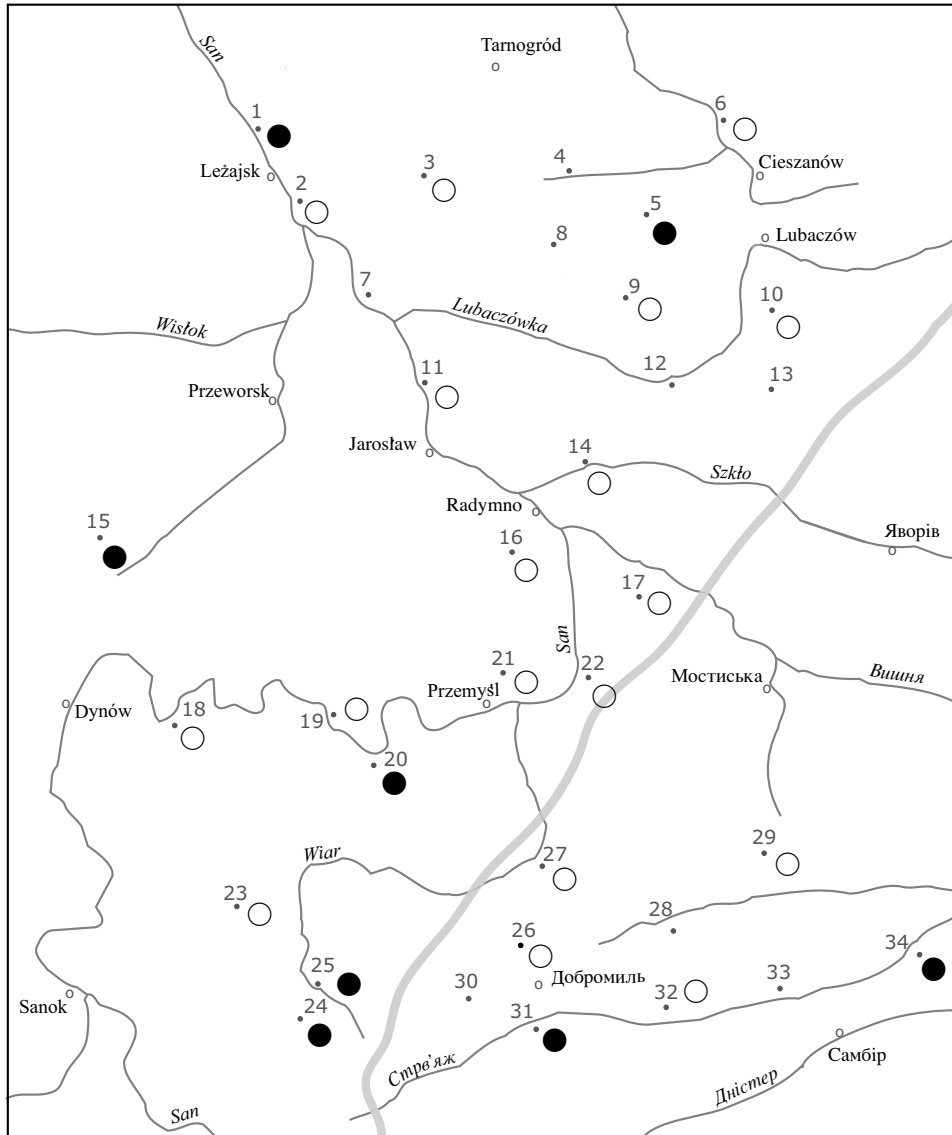 San
Tarnogród
6
1
3
4
Cieszanów
Leżajsk
2
5
8
Lubaczów
7
9
10
Lubaczówka
Wisłok
12
13
11
Przeworsk
Jarosław
14
Szkło
Radymno
15
16
Яворів
17
San
21
22
Przemyśl
Мостиська
Вишня
Dynów
18
19
20
Wiar
27
29
23
28
26
34
25
30
Добромиль
33
Sanok
24
32
31
Самбір
Стрв’яж
Дністер
San